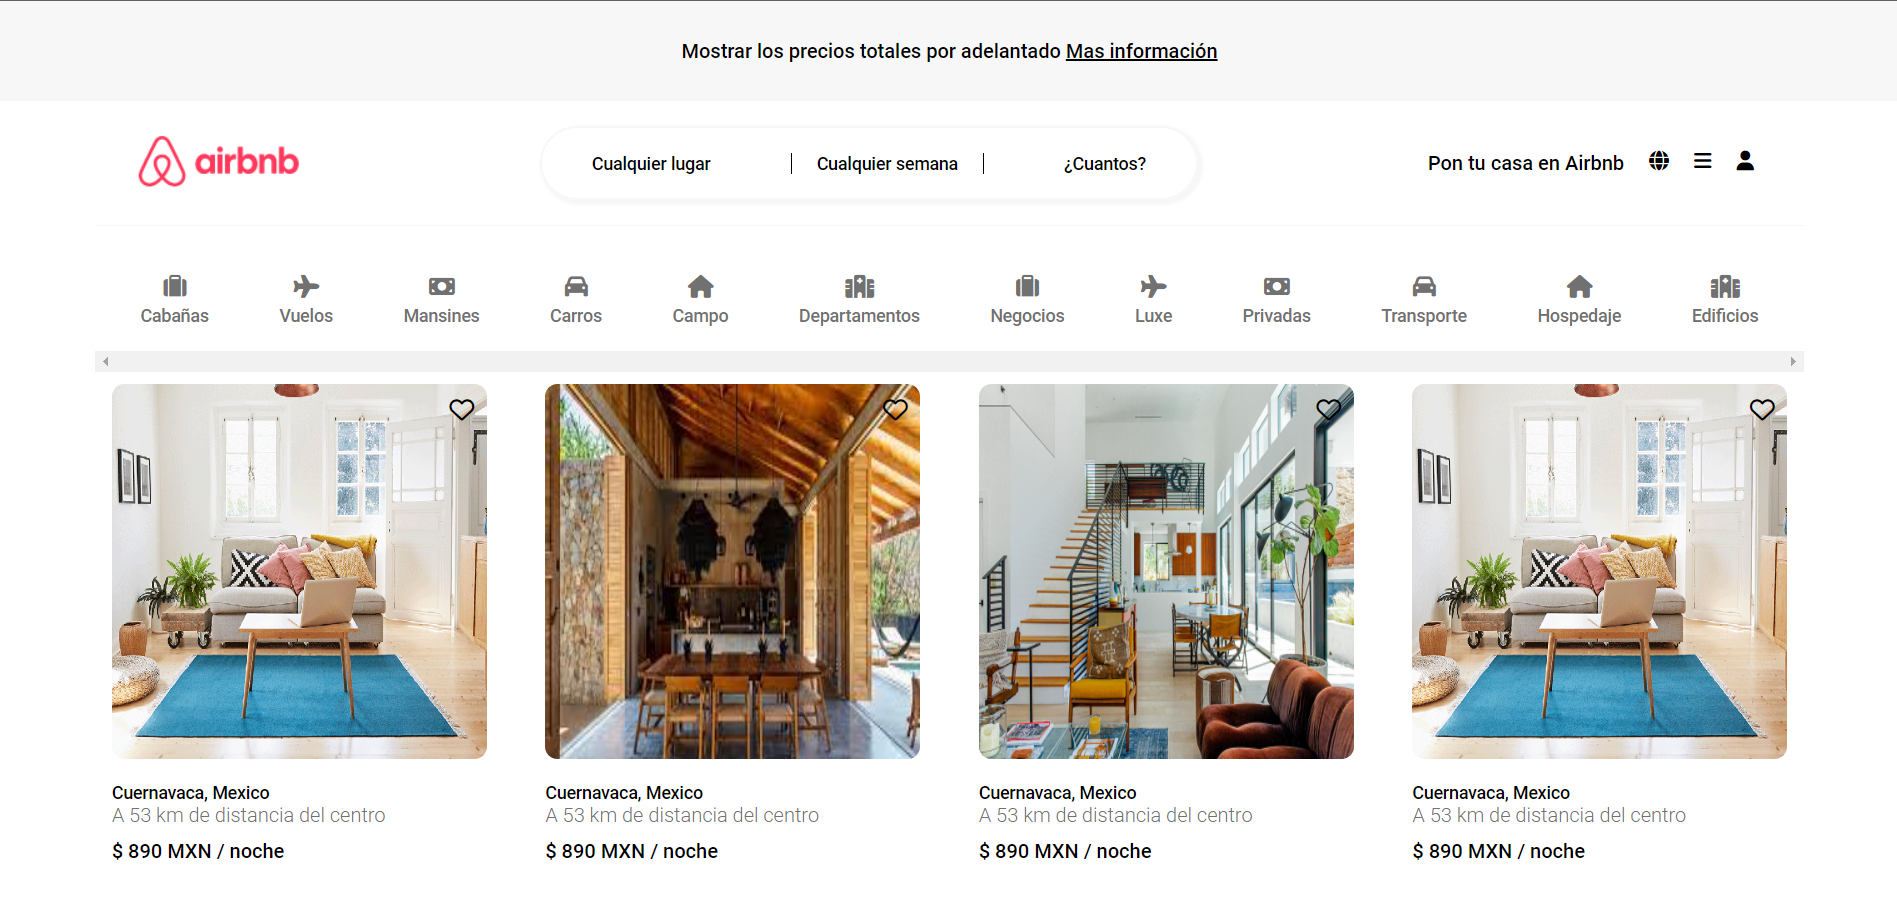 Mostrar los precios totales por adelantado Mas información
airbnb
Cualquier lugar
Cualquier semana
¿Cuantos?
Pon tu casa en Airbnb
Cabañas
Vuelos
Mansines
Carros
Campo
Departamentos
Negocios
Luxe
Privadas
Transporte
Hospedaje
Edificios
Cuernavaca, Mexico
A 53 km de distancia del centro
$ 890 MXN / noche
Cuernavaca, Mexico
A 53 km de distancia del centro
$ 890 MXN / noche
Cuernavaca, Mexico
A 53 km de distancia del centro
$ 890 MXN / noche
Cuernavaca, Mexico
A 53 km de distancia del centro
$ 890 MXN / noche